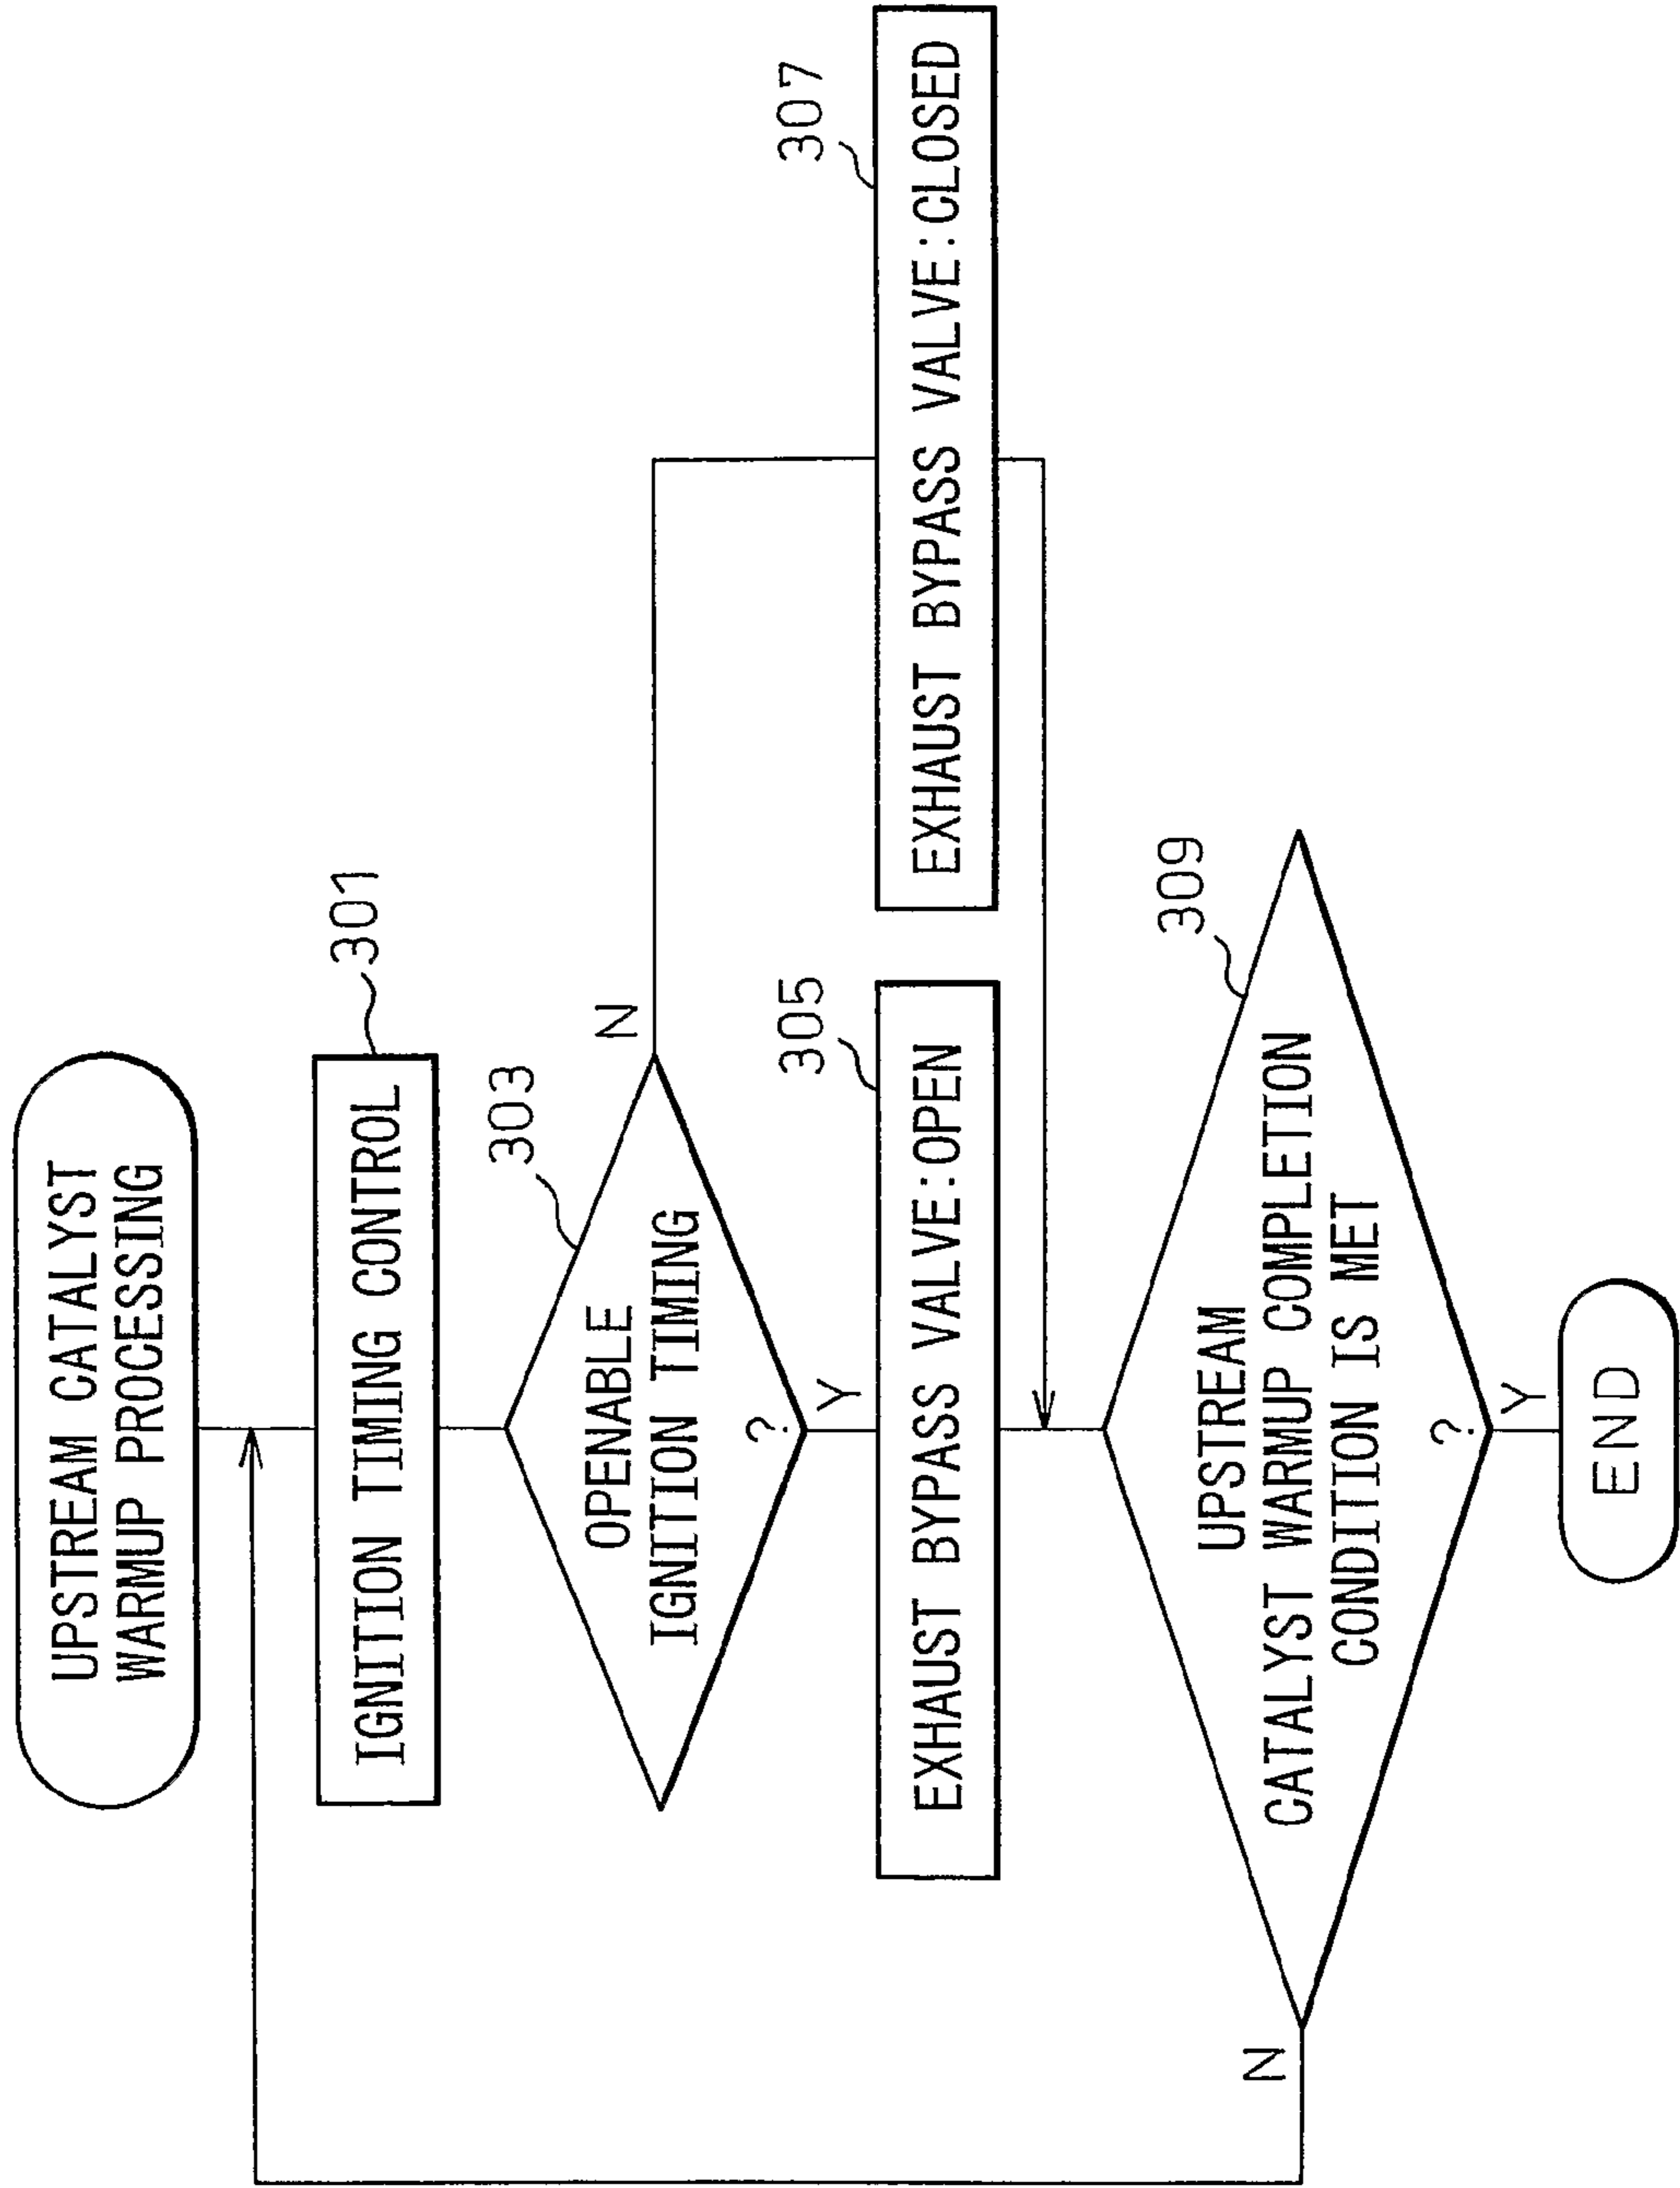 UPSTREAM CATALYST
WARMUP PROCESSING
IGNITION TIMING CONTROL
301
OPENABLE
IGNITION TIMING
?
303
N
Y
EXHAUST BYPASS VALVE:OPEN
305
EXHAUST BYPASS VALVE:CLOSED
307
UPSTREAM
CATALYST WARMUP COMPLETION
CONDITION IS MET
?
309
N
Y
END